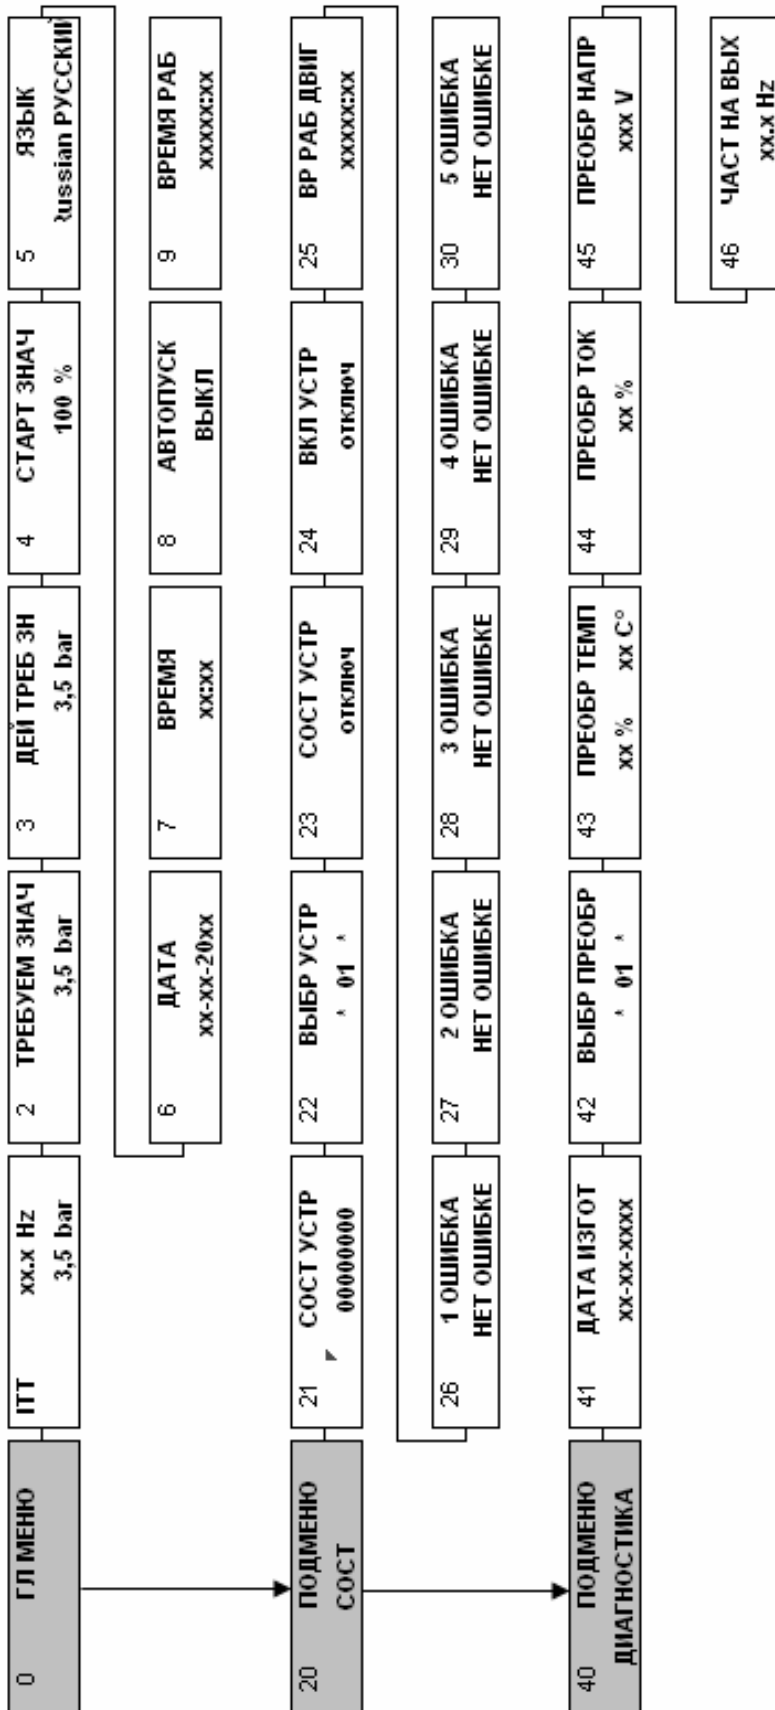 0 ГЛ МЕНЮ
ITT xx.x Hz
3,5 bar
2 ТРЕБУЕМ ЗНАЧ
3,5 bar
3 ДЕЙ ТРЕБ ЗН
3,5 bar
4 СТАРТ ЗНАЧ
100 %
5 ЯЗЫК
Russian РУССКИЙ
6 ДАТА
xx-xx-20xx
7 ВРЕМЯ
xx:xx
8 АВТОПУСК
ВЫКЛ
9 ВРЕМЯ РАБ
xxxxx:xx
20 ПОДМЕНЮ
СОСТ
21 СОСТ УСТР
00000000
22 ВЫБР УСТР
* 01 *
23 СОСТ УСТР
отключ
24 ВКЛ УСТР
отключ
25 ВР РАБ ДВИГ
xxxxx:xx
26 1 ОШИБКА
НЕТ ОШИБКЕ
27 2 ОШИБКА
НЕТ ОШИБКЕ
28 3 ОШИБКА
НЕТ ОШИБКЕ
29 4 ОШИБКА
НЕТ ОШИБКЕ
30 5 ОШИБКА
НЕТ ОШИБКЕ
40 ПОДМЕНЮ
ДИАГНОСТИКА
41 ДАТА ИЗГОТ
xx-xx-xxxx
42 ВЫБР ПРЕОБР
* 01 *
43 ПРЕОБР ТЕМП
xx % xx C°
44 ПРЕОБР ТОК
xx %
45 ПРЕОБР НАПР
xxx V
46 ЧАСТ НА ВЫХ
xx.x Hz